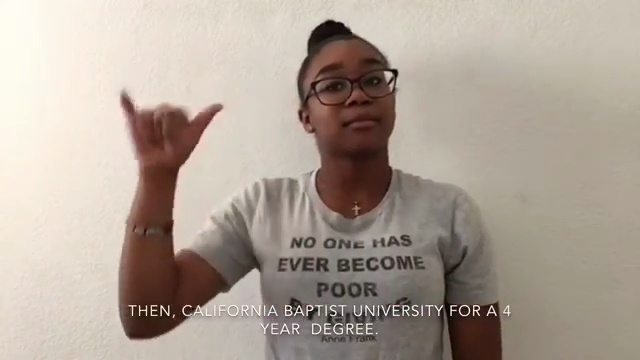 NO ONE HAS
EVER BECOME
POOR
THEN, CALIFORNIA BAPTIST UNIVERSITY FOR A 4
YEAR DEGREE.
Anne Frank